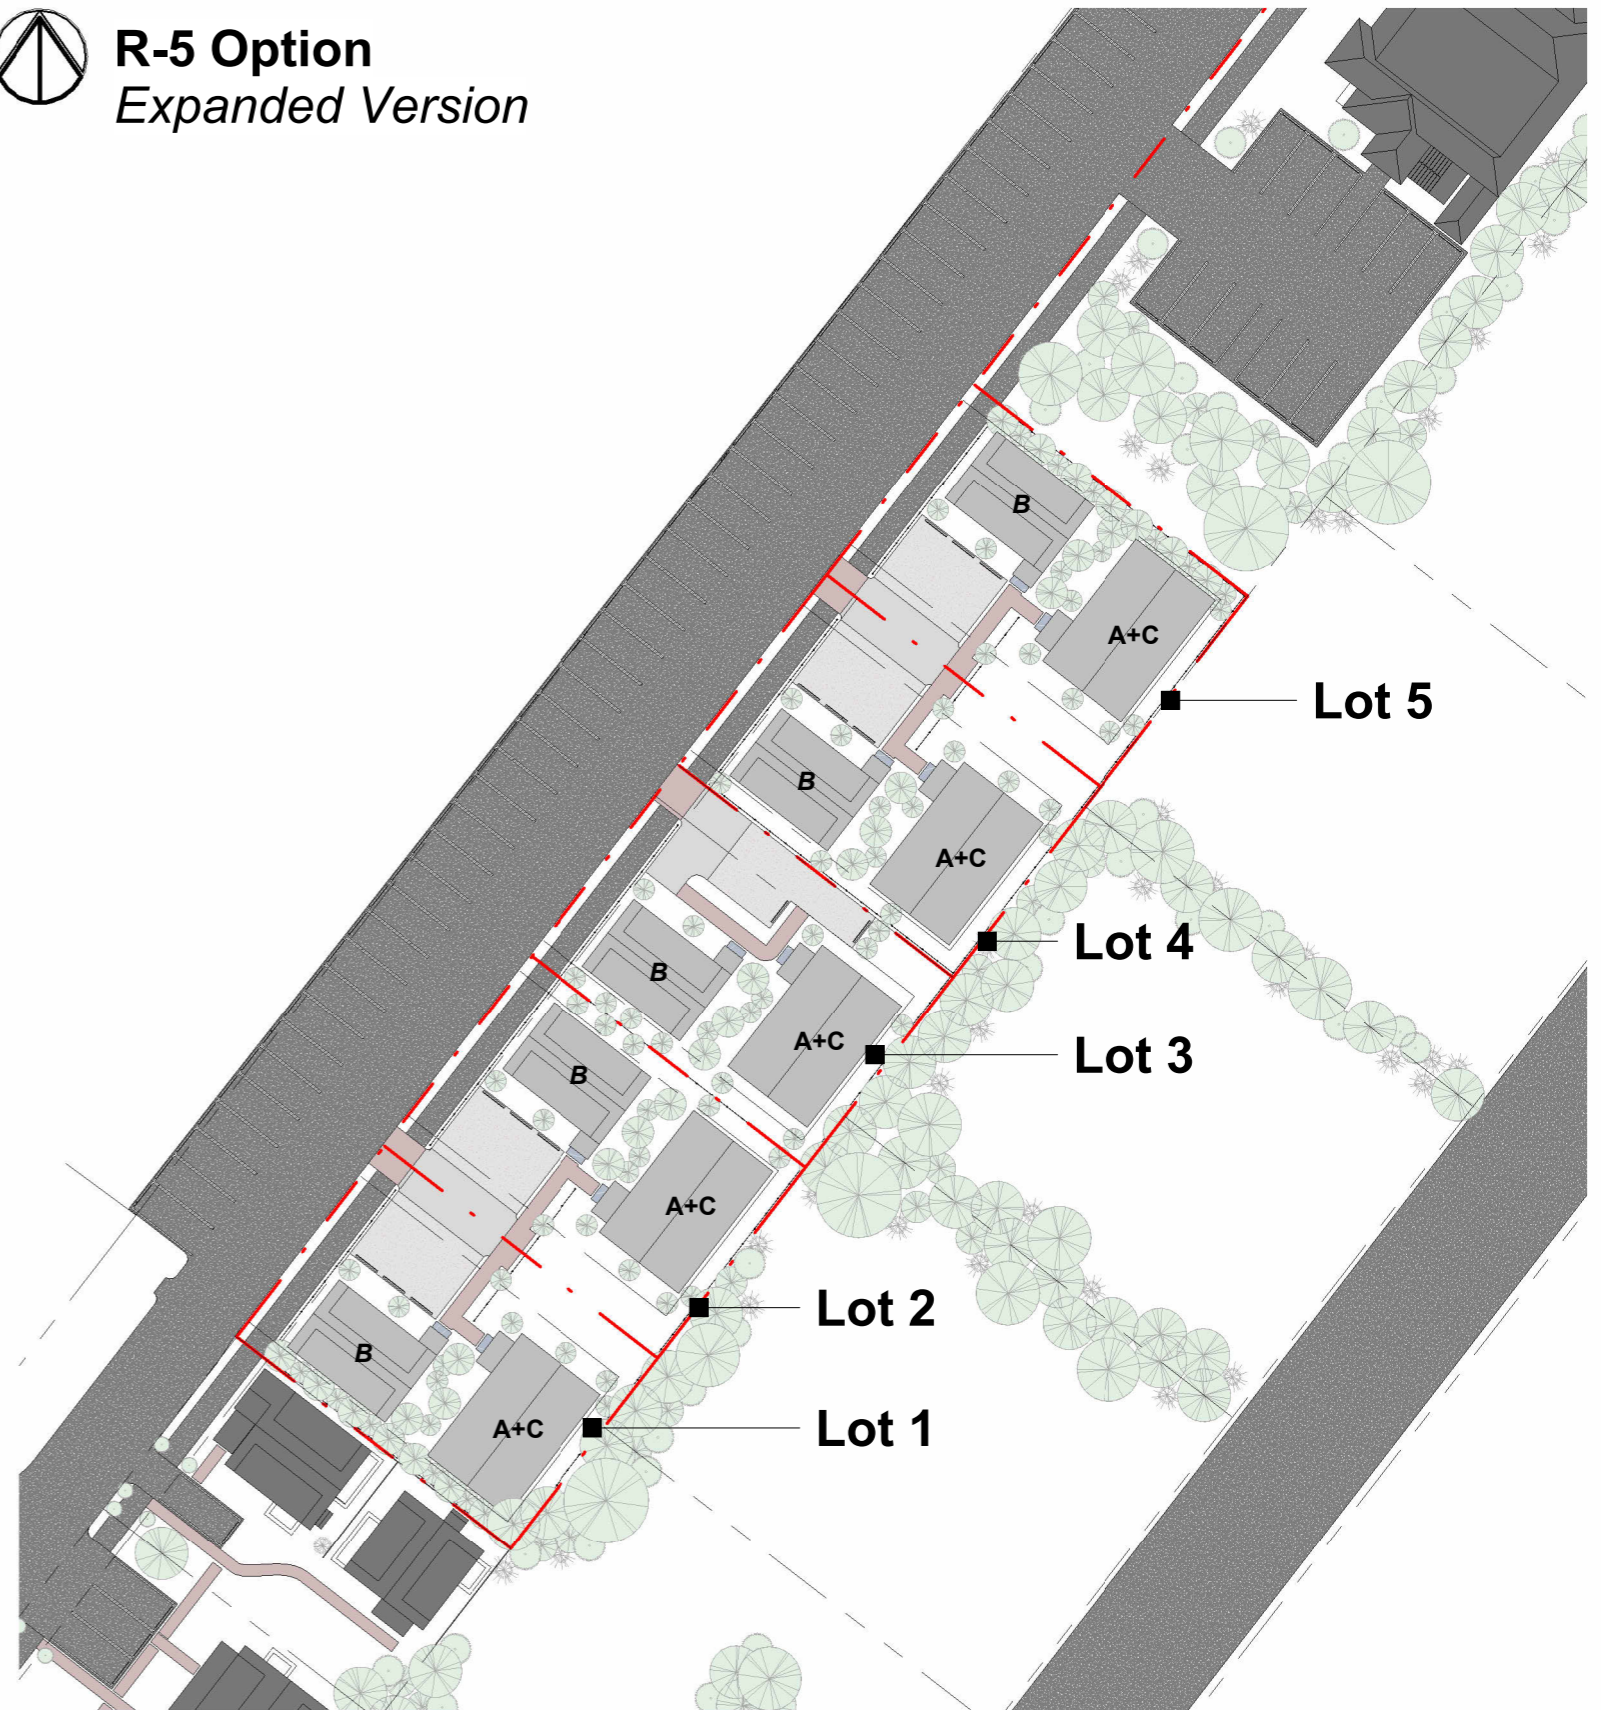 R-5 Option
Expanded Version
B
A+C
Lot 5
B
A+C
Lot 4
B
A+C
Lot 3
B
A+C
Lot 2
B
A+C
Lot 1